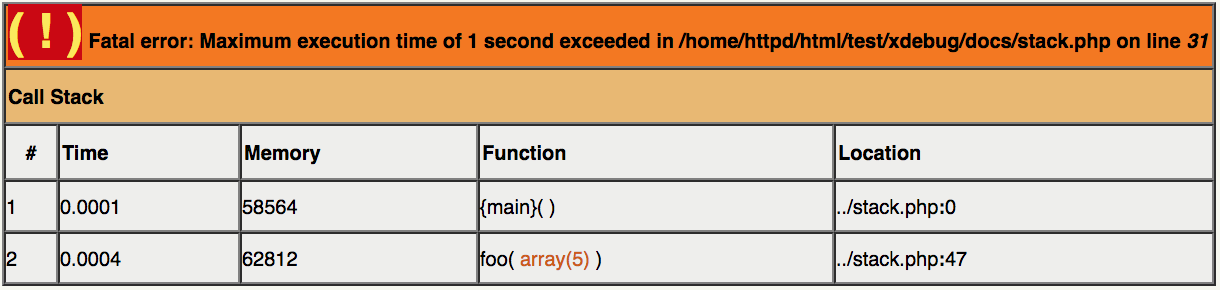 ( ! ) Fatal error: Maximum execution time of 1 second exceeded in /home/httpd/html/test/xdebug/docs/stack.php on line 31
Call Stack
# Time Memory Function Location
1 0.0001 58564 {main}( ) ../stack.php:0
2 0.0004 62812 foo( array(5) ) ../stack.php:47